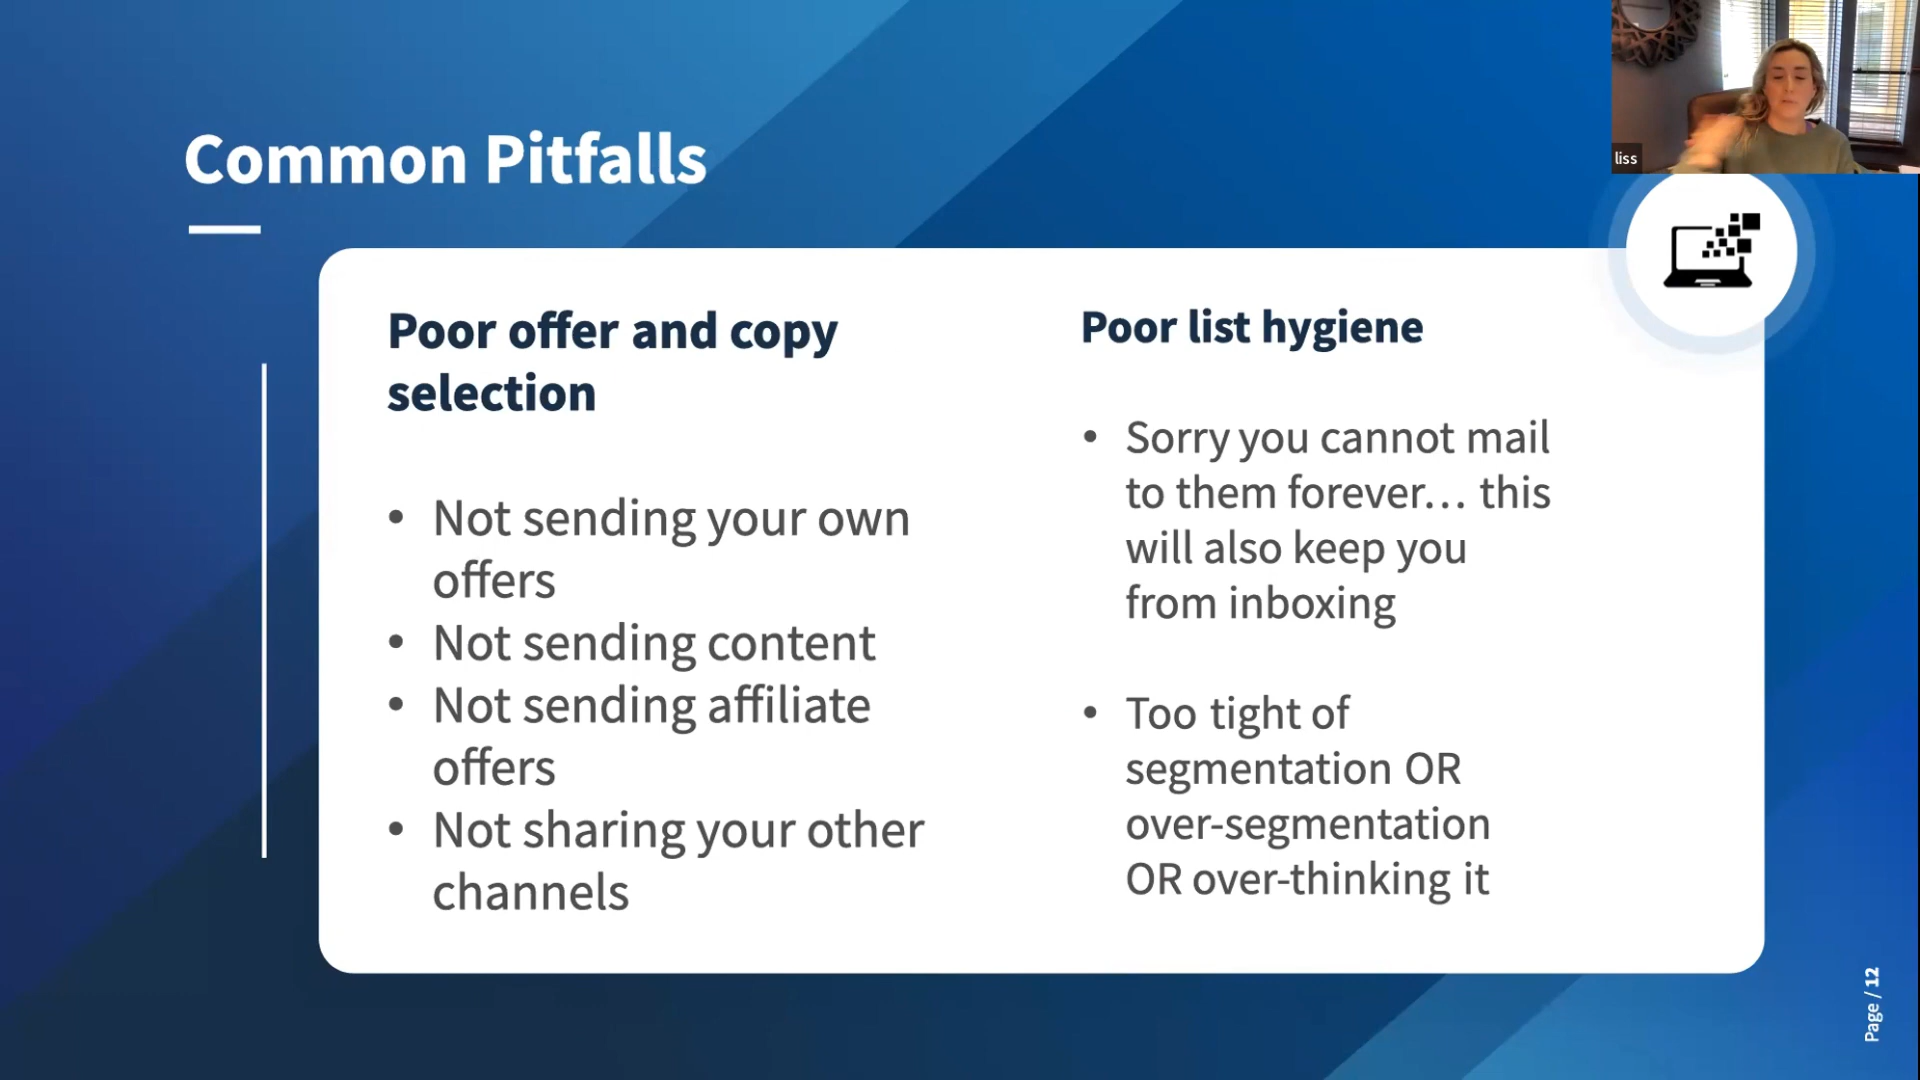 Common Pitfalls
liss
Poor offer and copy
selection
• Not sending your own
offers
• Not sending content
• Not sending affiliate
offers
• Not sharing your other
channels
Poor list hygiene
• Sorry you cannot mail
to them forever... this
will also keep you
from inboxing
• Too tight of
segmentation OR
over-segmentation
OR over-thinking it
Page / 12